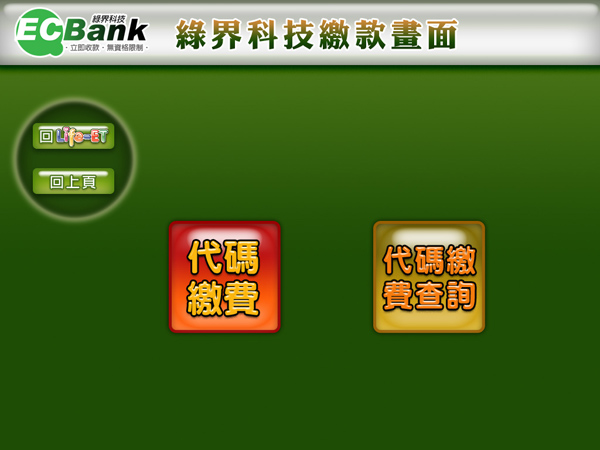 綠界科技
ECBank
·立即收款·無資格限制·
綠界科技繳款畫面
回Life-ET
回上頁
代碼
繳費
代碼繳
費查詢